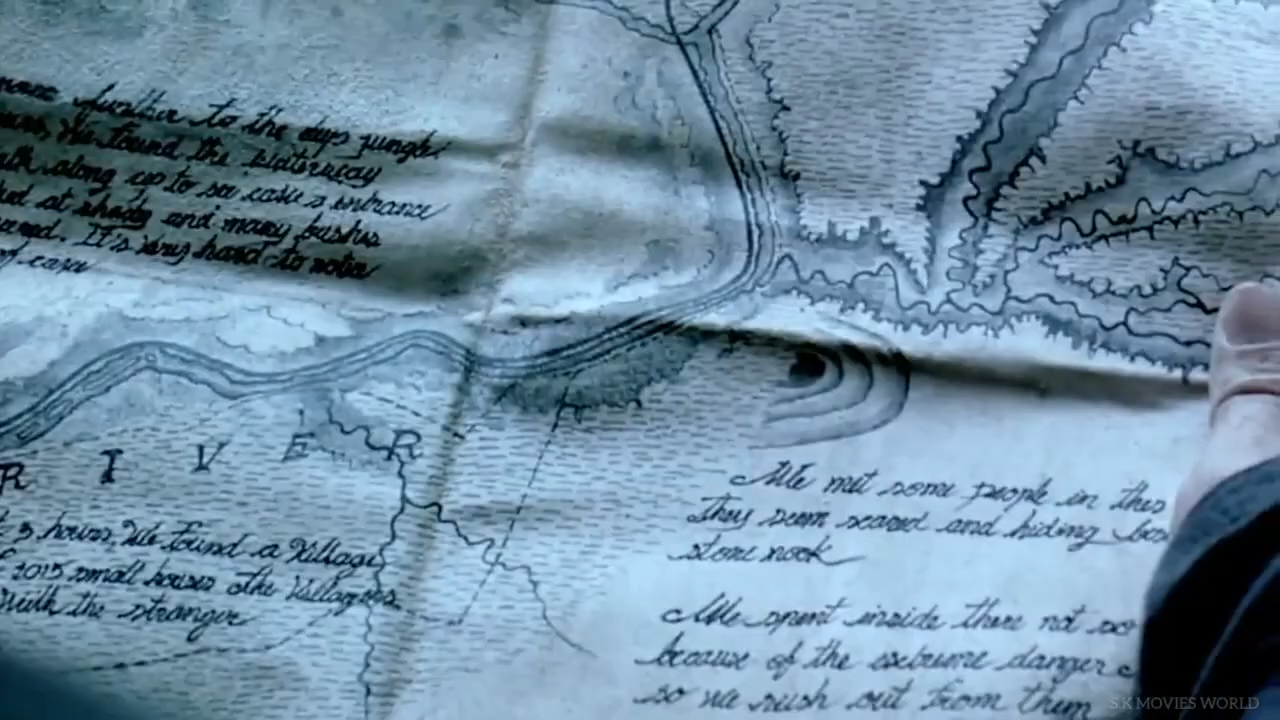 further to the deep jungle
We found the waterway
along up to see cave's entrance
at shady and many bushes
It's very hard to notice
of cave
R I V E R
3 hours, We found a Village
small houses the Villagers
With the stranger
We met some people in this
They seem scared and hiding
stone nook
We spent inside there not so
because of the extreme danger
so we rush out from them
S.K MOVIES WORLD